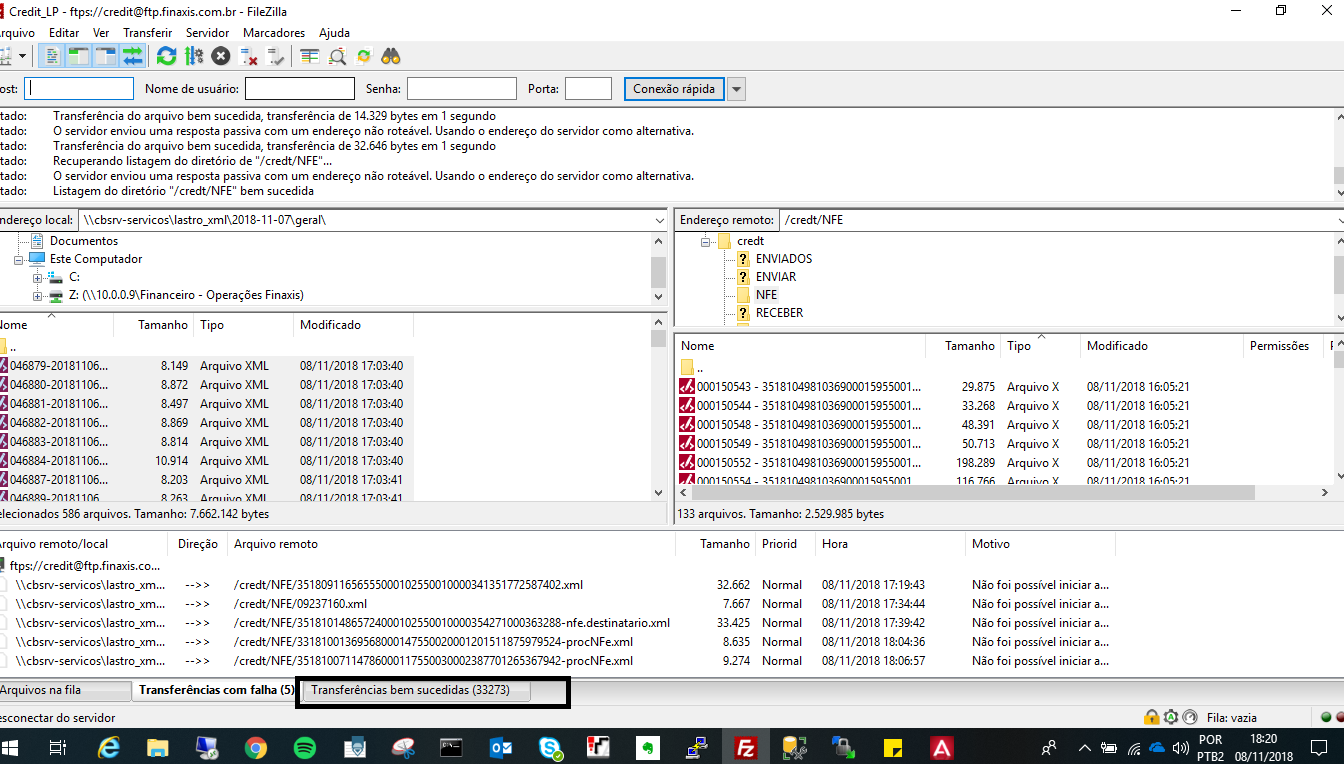 Credit_LP - ftps://credit@ftp.finaxis.com.br - FileZilla
rquivo Editar Ver Transferir Servidor Marcadores Ajuda
ost: Nome de usuário: Senha: Porta: Conexão rápida
tado: Transferência do arquivo bem sucedida, transferência de 14.329 bytes em 1 segundo
tado: O servidor enviou uma resposta passiva com um endereço não roteável. Usando o endereço do servidor como alternativa.
tado: Transferência do arquivo bem sucedida, transferência de 32.646 bytes em 1 segundo
tado: Recuperando listagem do diretório de "/credt/NFE"...
tado: O servidor enviou uma resposta passiva com um endereço não roteável. Usando o endereço do servidor como alternativa.
tado: Listagem do diretório "/credt/NFE" bem sucedida
ndereço local: \\cbsrv-servicos\lastro_xml\2018-11-07\geral\
Documentos
Este Computador
C:
Z: (\\10.0.0.9\Financeiro - Operações Finaxis)
Nome Tamanho Tipo Modificado
..
046879-20181106... 8.149 Arquivo XML 08/11/2018 17:03:40
046880-20181106... 8.872 Arquivo XML 08/11/2018 17:03:40
046881-20181106... 8.497 Arquivo XML 08/11/2018 17:03:40
046882-20181106... 8.869 Arquivo XML 08/11/2018 17:03:40
046883-20181106... 8.814 Arquivo XML 08/11/2018 17:03:40
046884-20181106... 10.914 Arquivo XML 08/11/2018 17:03:40
046887-20181106... 8.203 Arquivo XML 08/11/2018 17:03:41
046889-20181106... 8.263 Arquivo XML 08/11/2018 17:03:41
elecionados 586 arquivos. Tamanho: 7.662.142 bytes
Endereço remoto: /credt/NFE
credt
ENVIADOS
ENVIAR
NFE
RECEBER
Nome Tamanho Tipo Modificado Permissões F
..
000150543 - 3518104981036900015955001... 29.875 Arquivo X 08/11/2018 16:05:21
000150544 - 3518104981036900015955001... 33.268 Arquivo X 08/11/2018 16:05:21
000150548 - 3518104981036900015955001... 48.391 Arquivo X 08/11/2018 16:05:21
000150549 - 3518104981036900015955001... 50.713 Arquivo X 08/11/2018 16:05:21
000150552 - 3518104981036900015955001... 198.289 Arquivo X 08/11/2018 16:05:21
000150554 - 3518104981036900015955001... 116.766 Arquivo X 08/11/2018 16:05:21
133 arquivos. Tamanho: 2.529.985 bytes
rquivo remoto/local Direção Arquivo remoto Tamanho Priorid Hora Motivo
ftps://credit@ftp.finaxis.co...
\\cbsrv-servicos\lastro_xm... -->> /credt/NFE/35180911656555000102550010000341351772587402.xml 32.662 Normal 08/11/2018 17:19:43 Não foi possível iniciar a...
\\cbsrv-servicos\lastro_xm... -->> /credt/NFE/09237160.xml 7.667 Normal 08/11/2018 17:34:44 Não foi possível iniciar a...
\\cbsrv-servicos\lastro_xm... -->> /credt/NFE/35181014865724000102550010000354271000363288-nfe.destinatario.xml 33.425 Normal 08/11/2018 17:39:42 Não foi possível iniciar a...
\\cbsrv-servicos\lastro_xm... -->> /credt/NFE/33181001369568000147550020001201511875979524-procNFe.xml 8.635 Normal 08/11/2018 18:04:36 Não foi possível iniciar a...
\\cbsrv-servicos\lastro_xm... -->> /credt/NFE/35181007114786000117550030002387701265367942-procNFe.xml 9.274 Normal 08/11/2018 18:06:57 Não foi possível iniciar a...
Arquivos na fila Transferências com falha (5) Transferências bem sucedidas (33273)
esconectar do servidor Fila: vazia
POR 18:20
PTB2 08/11/2018